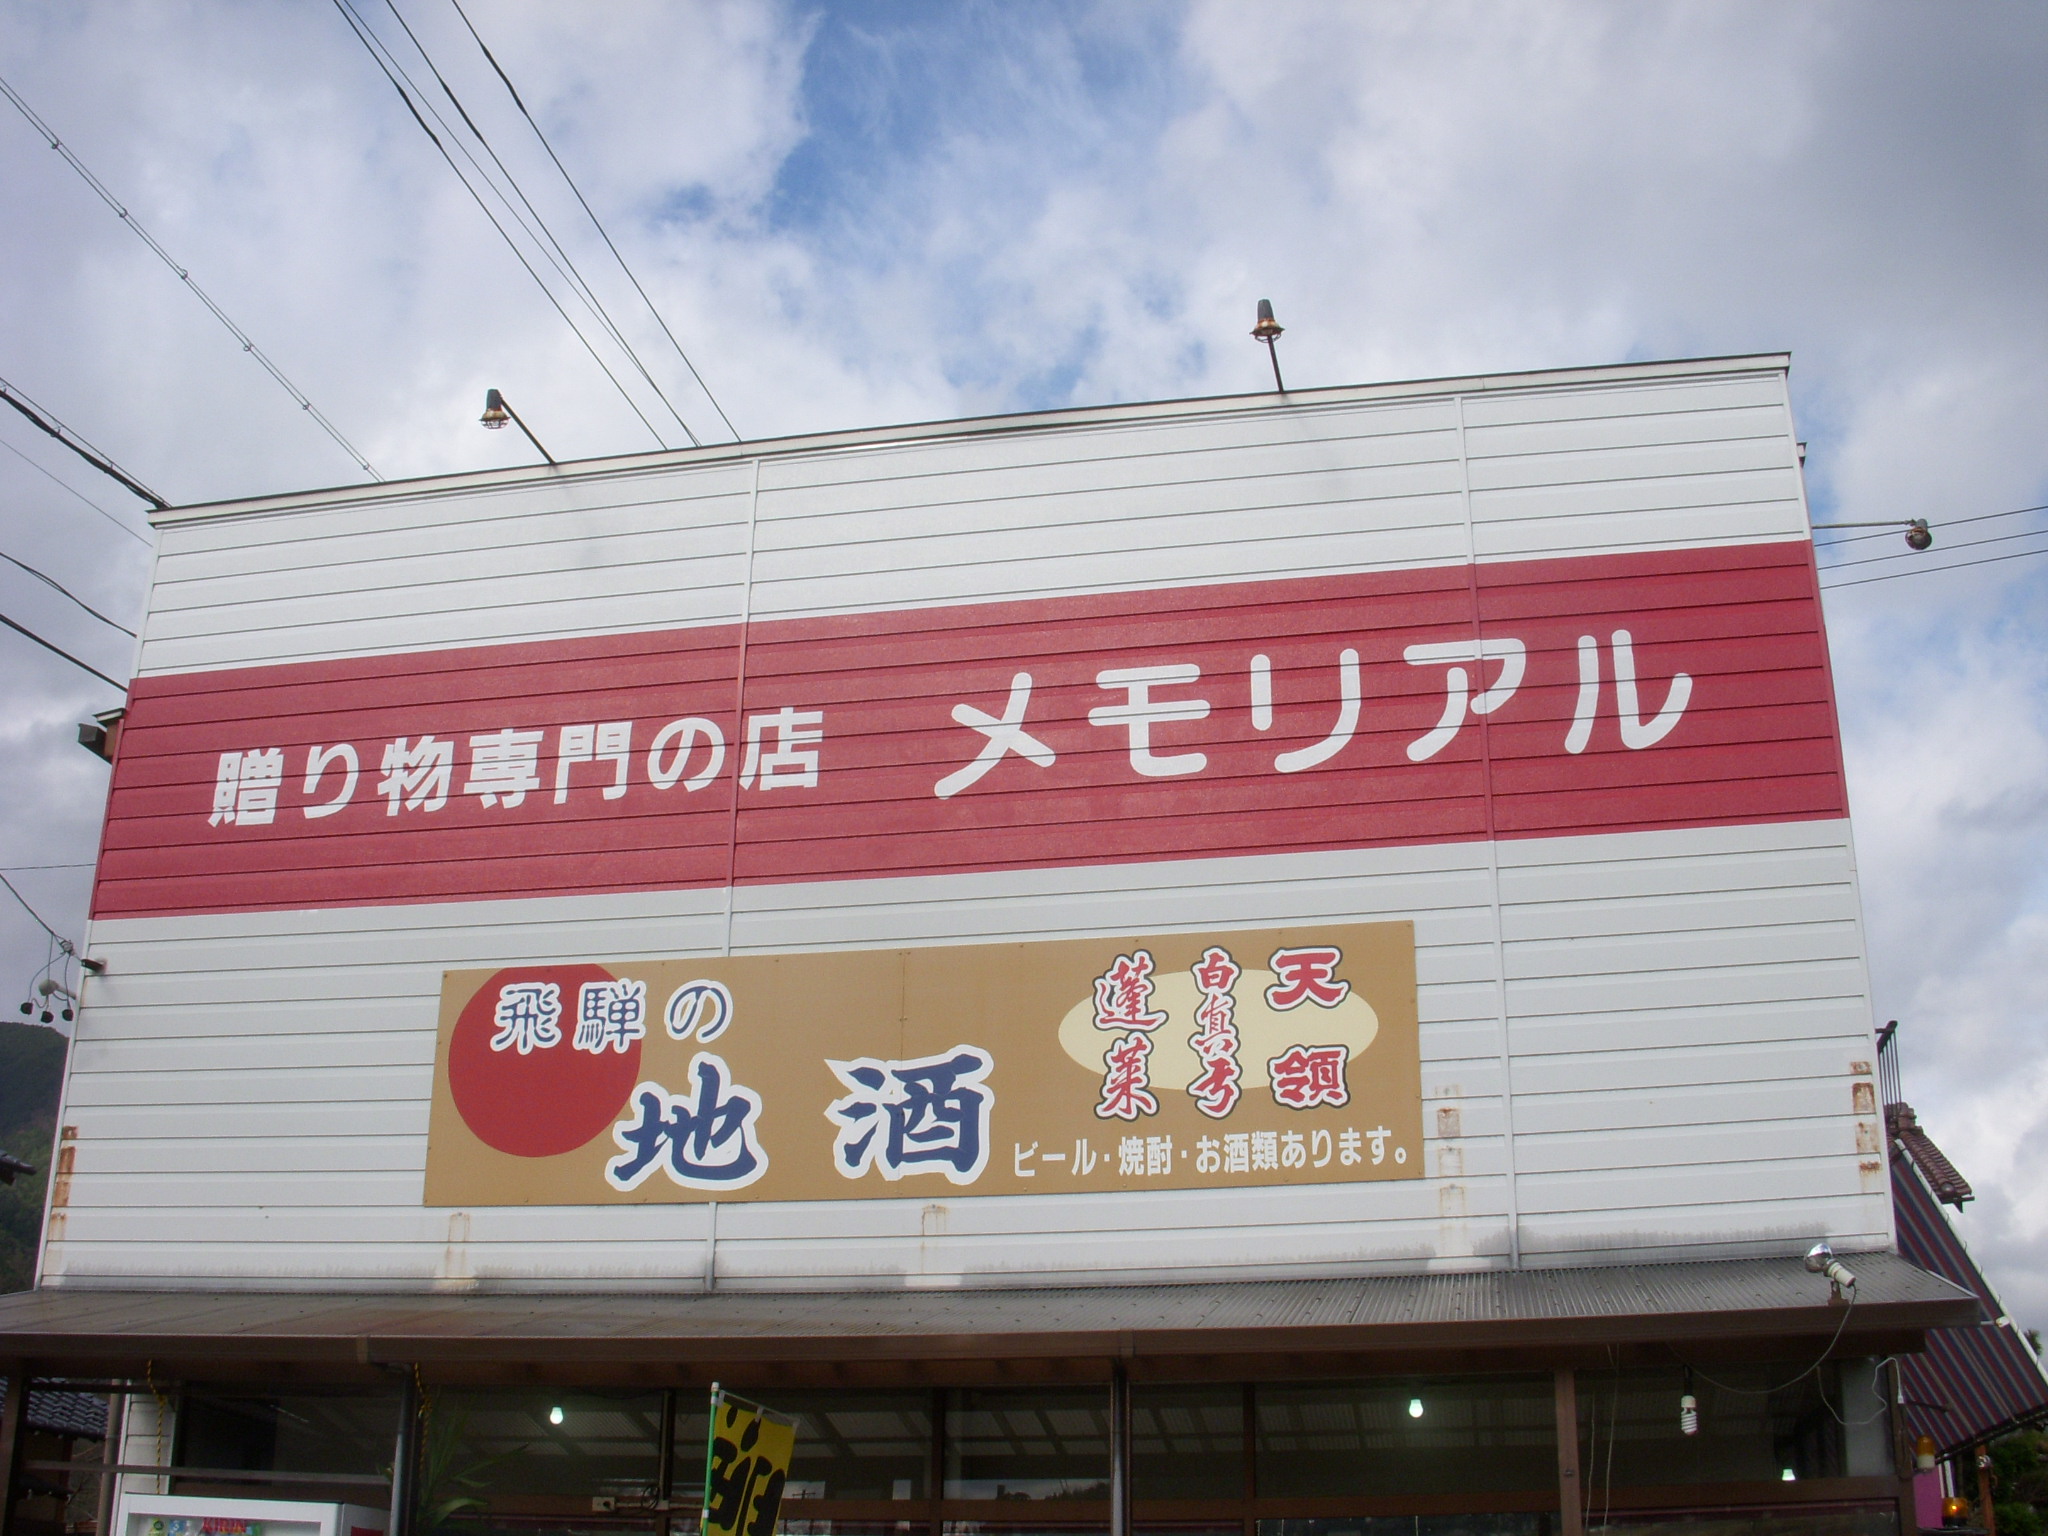 贈り物専門の店 メモリアル
飛騨の
地酒
天領
白真弓
蓬莱
ビール・焼酎・お酒類あります。
KIRIN